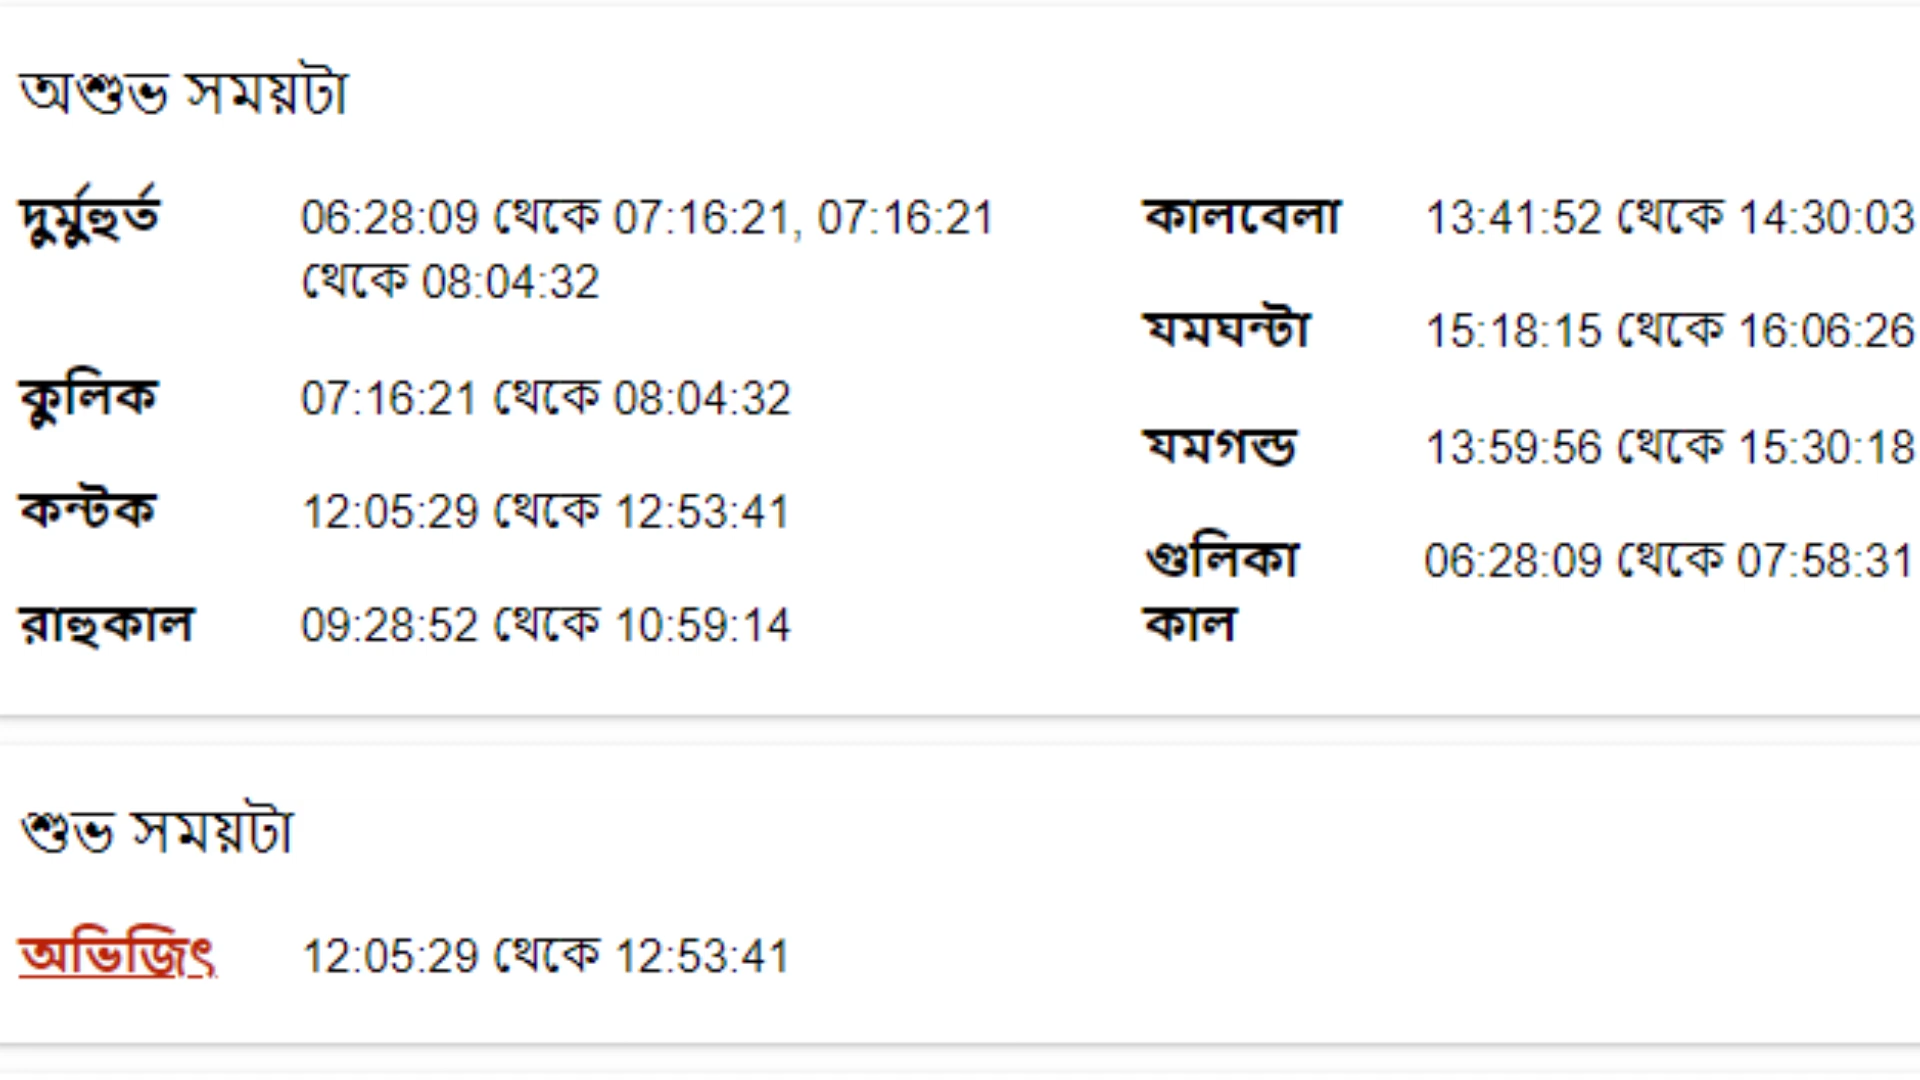 অশুভ সময়টা
দুর্মুহুর্ত 06:28:09 থেকে 07:16:21, 07:16:21
থেকে 08:04:32
কুলিক 07:16:21 থেকে 08:04:32
কন্টক 12:05:29 থেকে 12:53:41
রাহুকাল 09:28:52 থেকে 10:59:14
কালবেলা 13:41:52 থেকে 14:30:03
যমঘন্টা 15:18:15 থেকে 16:06:26
যমগন্ড 13:59:56 থেকে 15:30:18
গুলিকা 06:28:09 থেকে 07:58:31
কাল
শুভ সময়টা
অভিজিৎ 12:05:29 থেকে 12:53:41